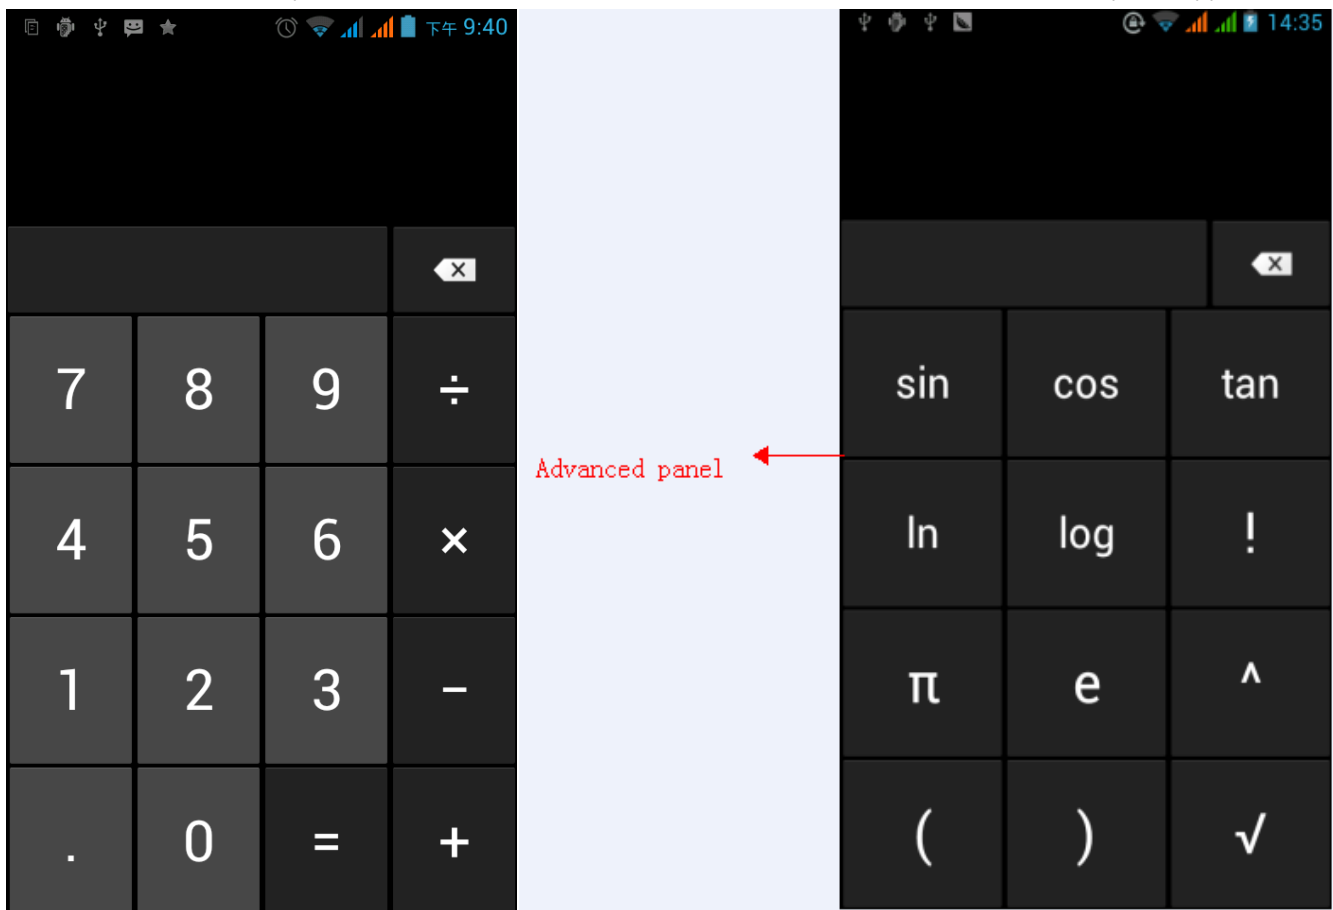 下午 9:40
7 8 9 ÷
4 5 6 ×
1 2 3 −
. 0 = +
Advanced panel
14:35
sin cos tan
ln log !
π e ^
( ) √